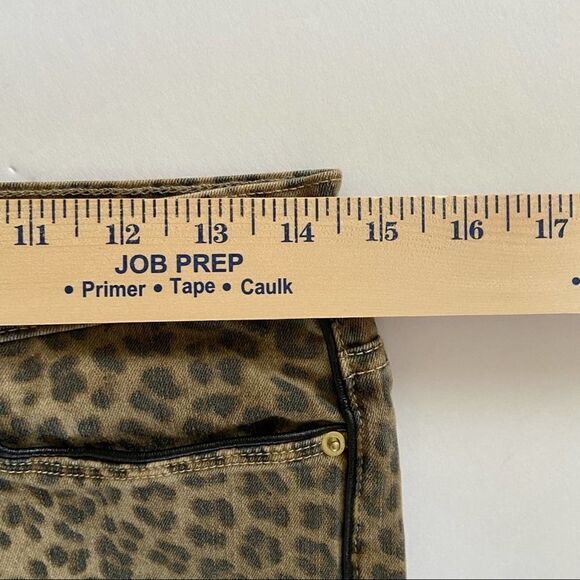 11 12 13 14 15 16 17
JOB PREP
• Primer • Tape • Caulk •